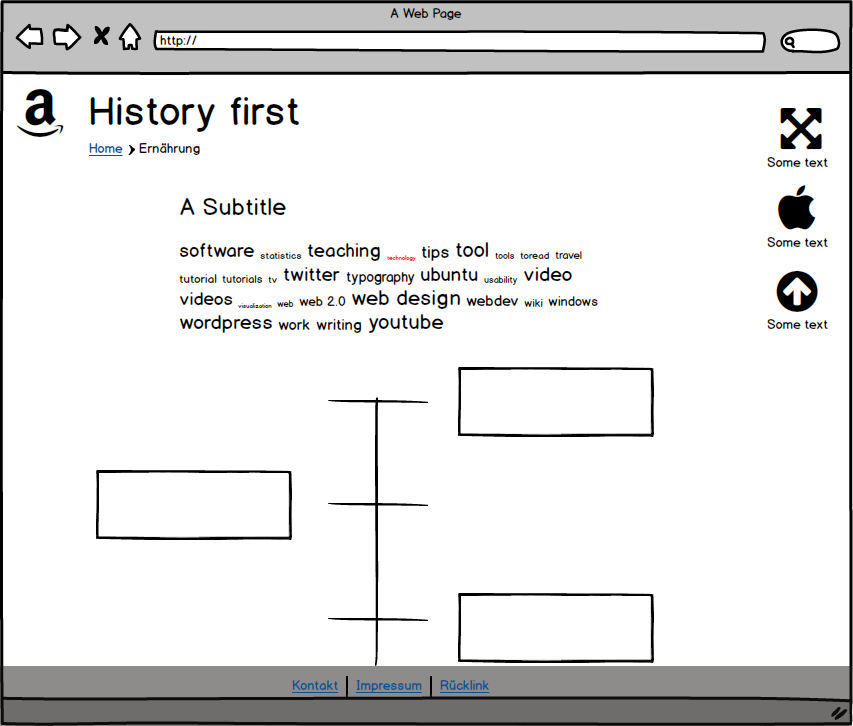 A Web Page
http://
a
History first
Home Ernährung
Some text
Some text
Some text
A Subtitle
software statistics teaching technology tips tool tools toread travel
tutorial tutorials tv twitter typography ubuntu usability video
videos visualization web web 2.0 web design webdev wiki windows
wordpress work writing youtube
Kontakt Impressum Rücklink